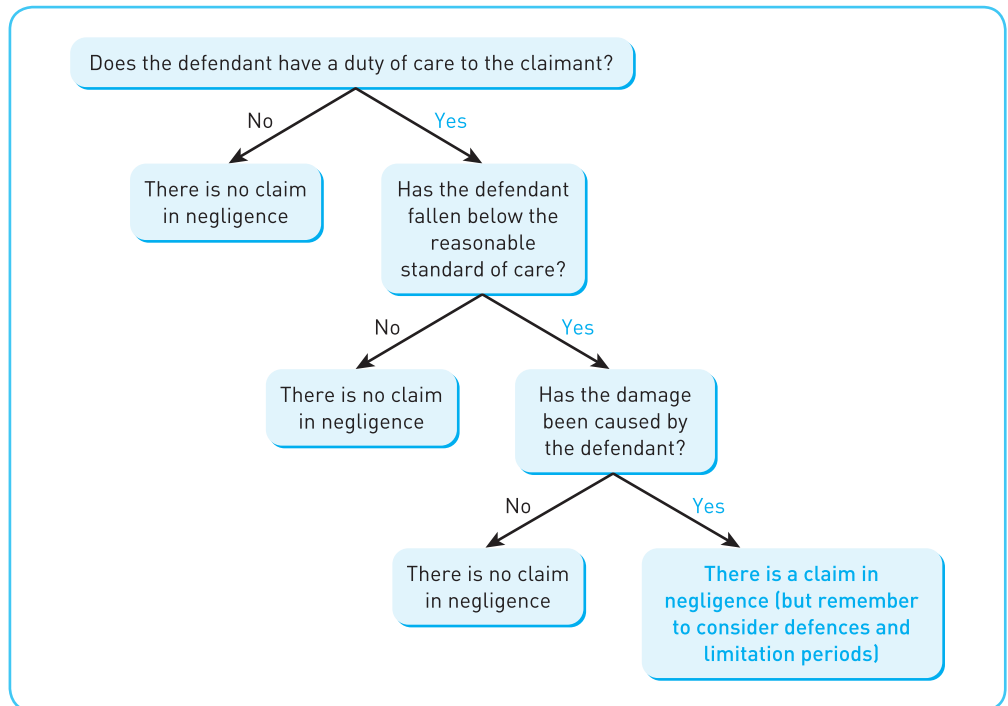 Does the defendant have a duty of care to the claimant?
No
Yes
There is no claim
in negligence
Has the defendant
fallen below the
reasonable
standard of care?
No
Yes
There is no claim
in negligence
Has the damage
been caused by
the defendant?
No
Yes
There is no claim
in negligence
There is a claim in
negligence (but remember
to consider defences and
limitation periods)